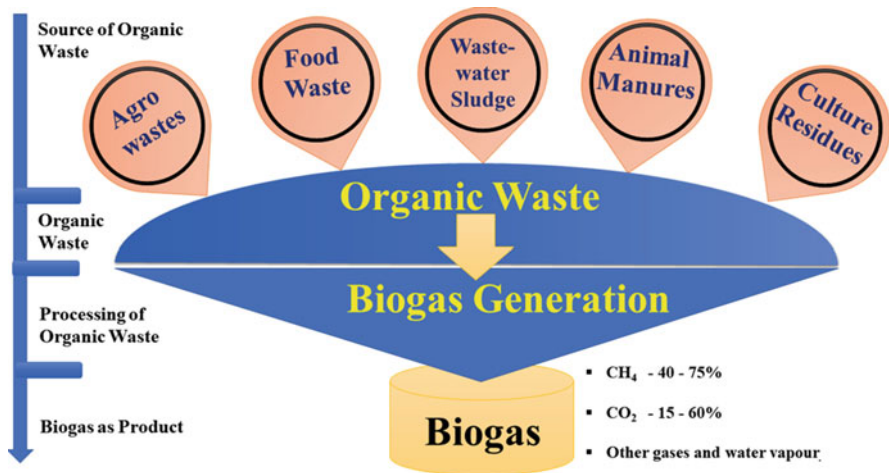 Source of Organic
Waste
Agro
wastes
Food
Waste
Waste-
water
Sludge
Animal
Manures
Culture
Residues
Organic
Waste
Organic Waste
Processing of
Organic Waste
Biogas Generation
Biogas as Product
Biogas
▪ CH₄ - 40 - 75%
▪ CO₂ - 15 - 60%
▪ Other gases and water vapour.